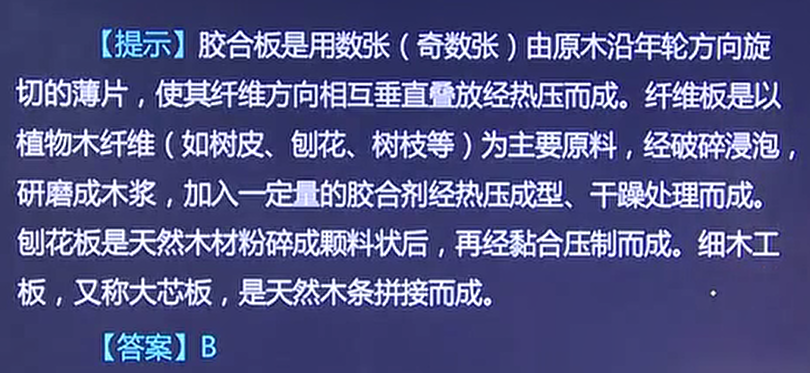 【提示】胶合板是用数张（奇数张）由原木沿年轮方向旋
切的薄片，使其纤维方向相互垂直叠放经热压而成。纤维板是以
植物木纤维（如树皮、刨花、树枝等）为主要原料，经破碎浸泡，
研磨成木浆，加入一定量的胶合剂经热压成型、干躁处理而成。
刨花板是天然木材粉碎成颗料状后，再经黏合压制而成。细木工
板，又称大芯板，是天然木条拼接而成。
【答案】B